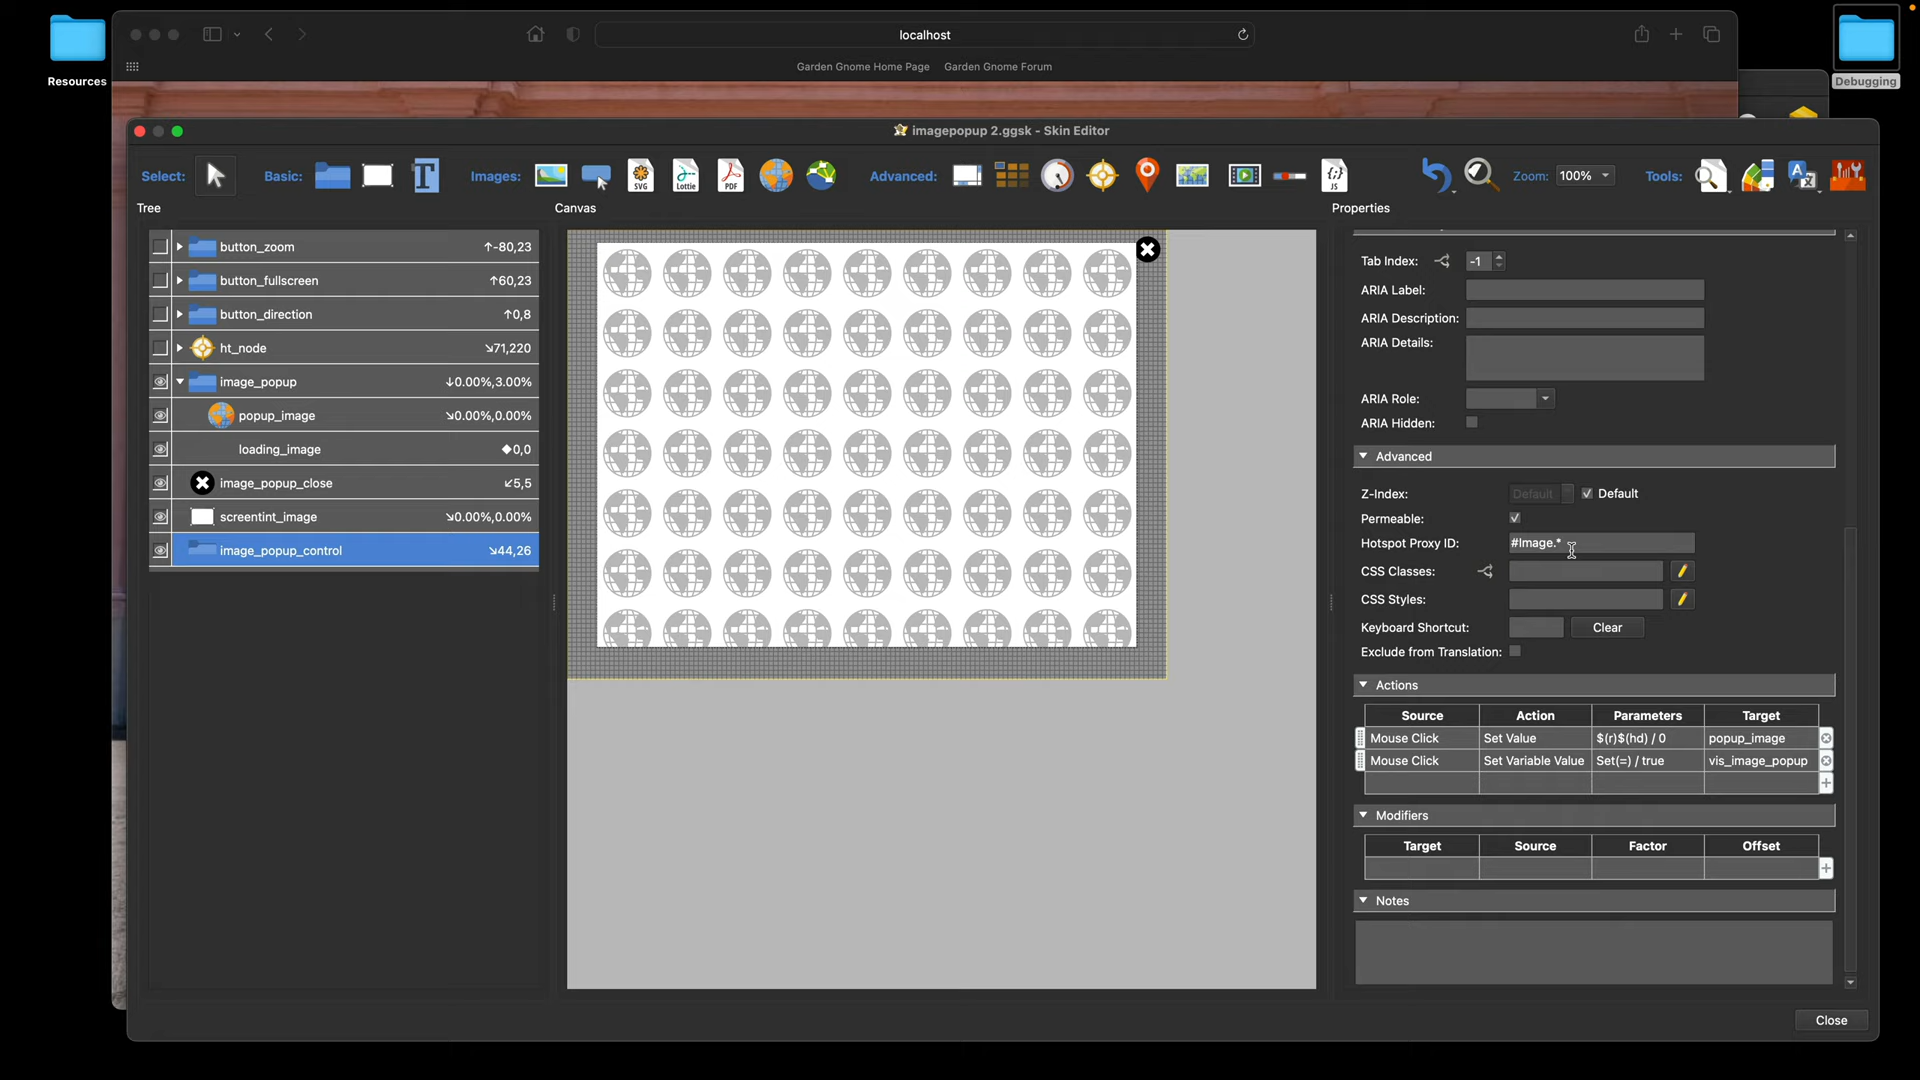 Resources
localhost
Debugging
Garden Gnome Home Page Garden Gnome Forum
imagepopup 2.ggsk - Skin Editor
Select: Basic: T Images: SVG Lottie PDF Advanced: JS Zoom: 100% Tools:
Tree Canvas Properties
button_zoom ↑-80,23
button_fullscreen ↑60,23
button_direction ↑0,8
ht_node ↘71,220
image_popup ↓0.00%,3.00%
popup_image ↘0.00%,0.00%
loading_image ◆0,0
image_popup_close ↙5,5
screentint_image ↘0.00%,0.00%
image_popup_control ↘44,26
Tab Index: -1
ARIA Label:
ARIA Description:
ARIA Details:
ARIA Role:
ARIA Hidden:
Advanced
Z-Index: Default Default
Permeable:
Hotspot Proxy ID: #Image.*
CSS Classes:
CSS Styles:
Keyboard Shortcut: Clear
Exclude from Translation:
Actions
Source Action Parameters Target
Mouse Click Set Value $(r)$(hd) / 0 popup_image
Mouse Click Set Variable Value Set(=) / true vis_image_popup
Modifiers
Target Source Factor Offset
Notes
Close